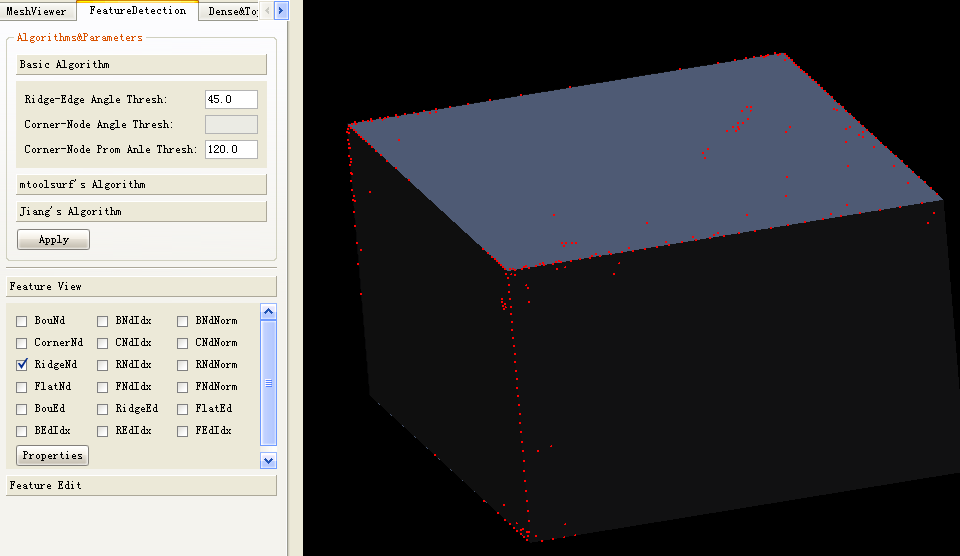 MeshViewer FeatureDetection Dense&To
Algorithms&Parameters
Basic Algorithm
Ridge-Edge Angle Thresh: 45.0
Corner-Node Angle Thresh:
Corner-Node Prom Anle Thresh: 120.0
mtoolsurf's Algorithm
Jiang's Algorithm
Apply
Feature View
BouNd BNdIdx BNdNorm
CornerNd CNdIdx CNdNorm
RidgeNd RNdIdx RNdNorm
FlatNd FNdIdx FNdNorm
BouEd RidgeEd FlatEd
BEdIdx REdIdx FEdIdx
Properties
Feature Edit